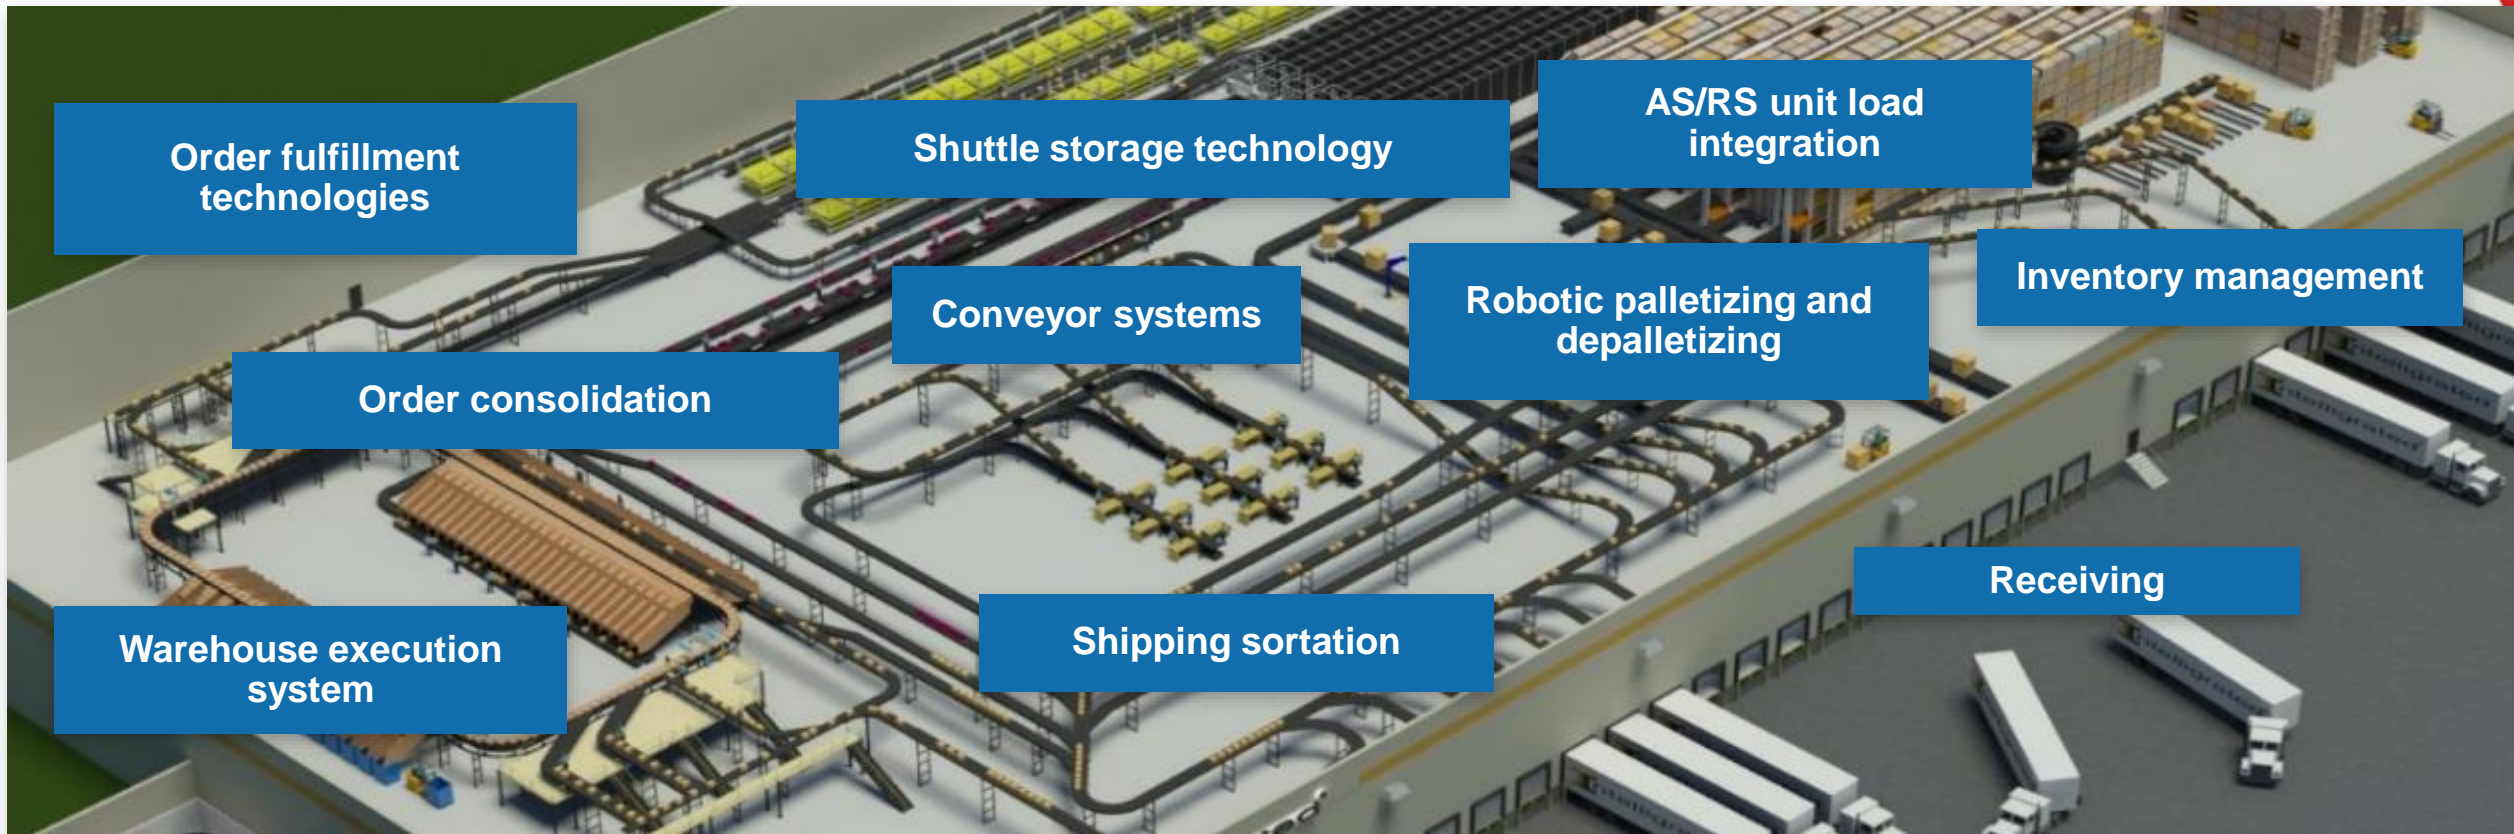 Order fulfillment
technologies
Shuttle storage technology
AS/RS unit load
integration
Conveyor systems
Robotic palletizing and
depalletizing
Inventory management
Order consolidation
Receiving
Warehouse execution
system
Shipping sortation